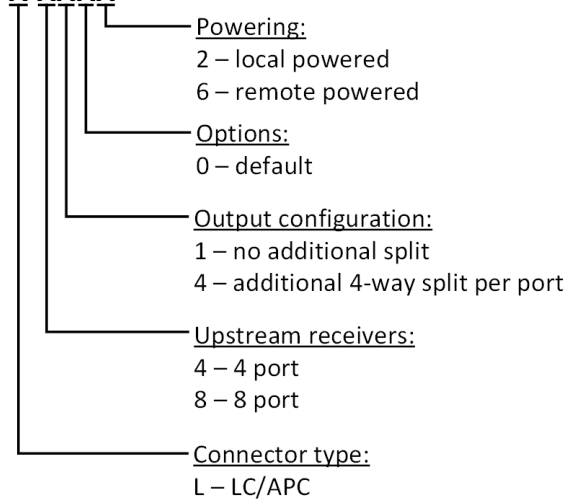 Powering:
2 – local powered
6 – remote powered
Options:
0 – default
Output configuration:
1 – no additional split
4 – additional 4-way split per port
Upstream receivers:
4 – 4 port
8 – 8 port
Connector type:
L – LC/APC